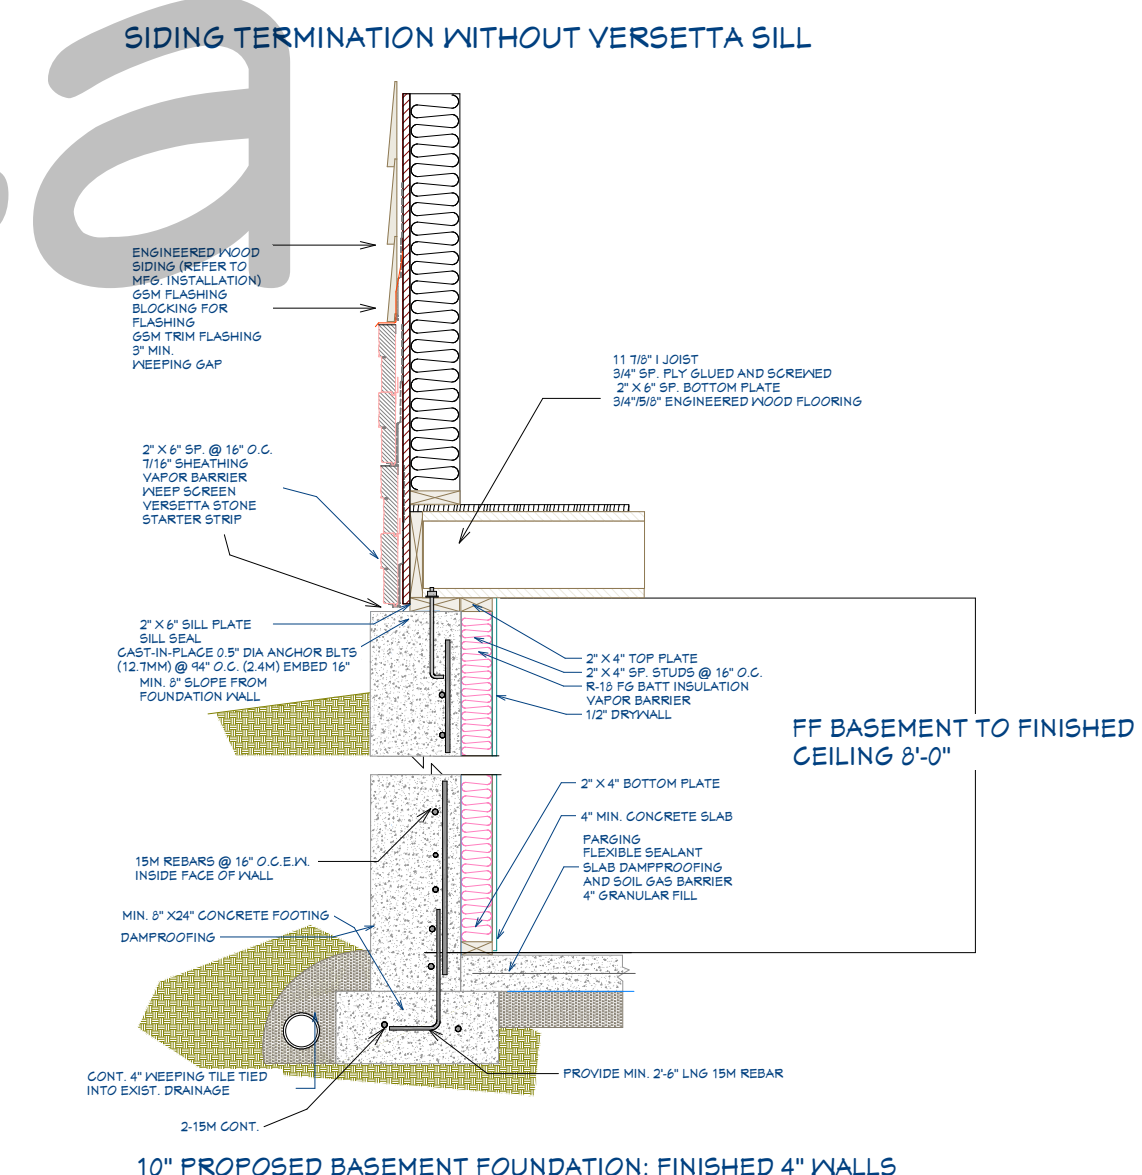 SIDING TERMINATION WITHOUT VERSETTA SILL
a
ENGINEERED WOOD
SIDING (REFER TO
MFG. INSTALLATION)
GSM FLASHING
BLOCKING FOR
FLASHING
GSM TRIM FLASHING
3" MIN.
WEEPING GAP
11 7/8" I JOIST
3/4" SP. PLY GLUED AND SCREWED
2" X 6" SP. BOTTOM PLATE
3/4"/5/8" ENGINEERED WOOD FLOORING
2" X 6" SP. @ 16" O.C.
7/16" SHEATHING
VAPOR BARRIER
WEEP SCREEN
VERSETTA STONE
STARTER STRIP
2" X 6" SILL PLATE
SILL SEAL
CAST-IN-PLACE 0.5" DIA ANCHOR BLTS
(12.7MM) @ 94" O.C. (2.4M) EMBED 16"
MIN. 8" SLOPE FROM
FOUNDATION WALL
2" X 4" TOP PLATE
2" X 4" SP. STUDS @ 16" O.C.
R-18 FG BATT INSULATION
VAPOR BARRIER
1/2" DRYWALL
FF BASEMENT TO FINISHED
CEILING 8'-0"
2" X 4" BOTTOM PLATE
4" MIN. CONCRETE SLAB
PARGING
FLEXIBLE SEALANT
SLAB DAMPPROOFING
AND SOIL GAS BARRIER
4" GRANULAR FILL
15M REBARS @ 16" O.C.E.W.
INSIDE FACE OF WALL
MIN. 8" X24" CONCRETE FOOTING
DAMPROOFING
CONT. 4" WEEPING TILE TIED
INTO EXIST. DRAINAGE
PROVIDE MIN. 2'-6" LNG 15M REBAR
2-15M CONT.
10" PROPOSED BASEMENT FOUNDATION: FINISHED 4" WALLS